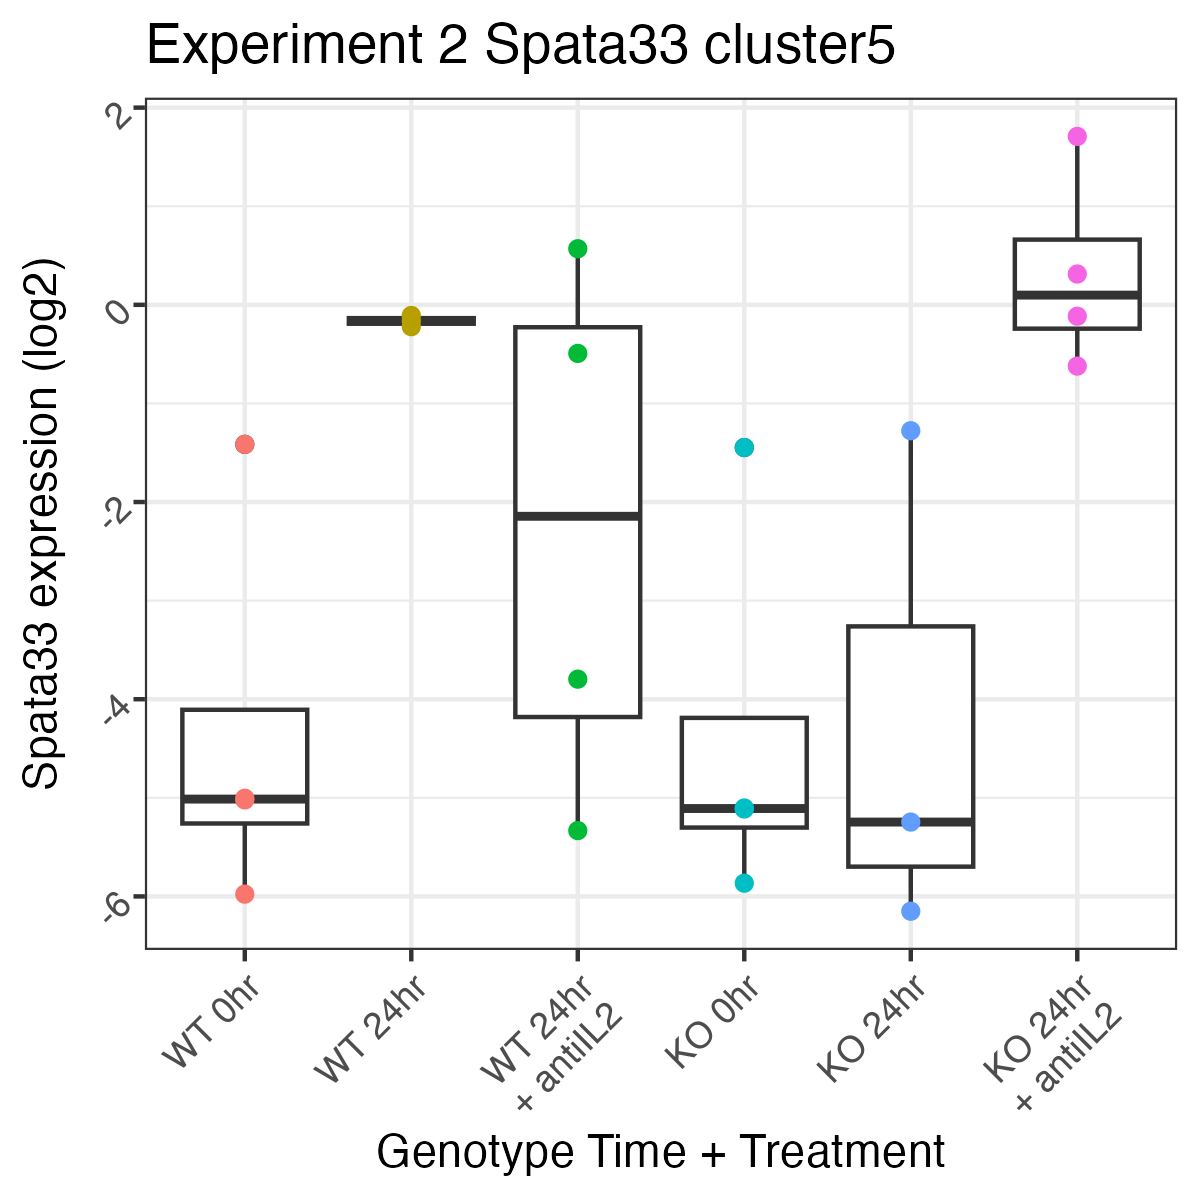 Experiment 2 Spata33 cluster5
Spata33 expression (log2)
2
0
-2
-4
-6
WT 0hr
WT 24hr
WT 24hr
+ antiIL2
KO 0hr
KO 24hr
KO 24hr
+ antiIL2
Genotype Time + Treatment